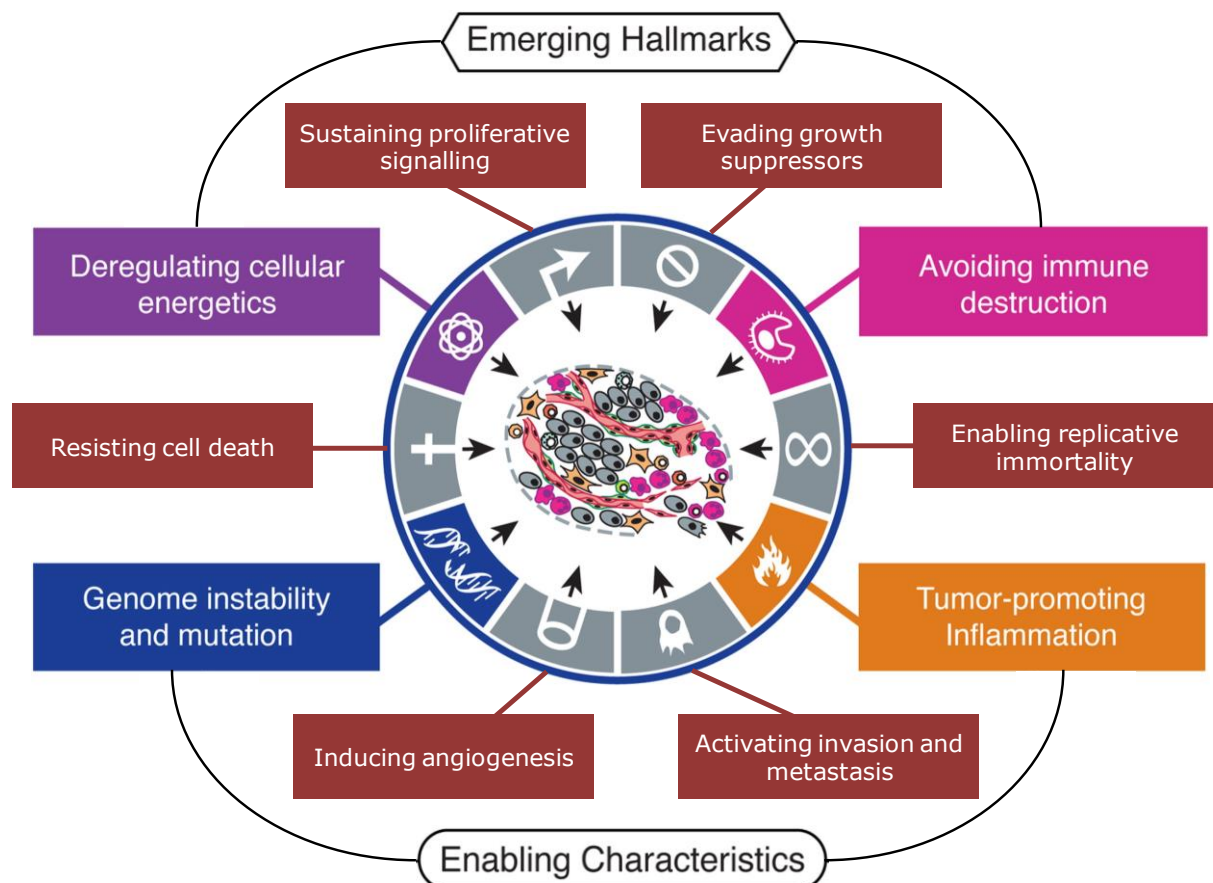 Emerging Hallmarks
Sustaining proliferative
signalling
Evading growth
suppressors
Deregulating cellular
energetics
Avoiding immune
destruction
Resisting cell death
Enabling replicative
immortality
Genome instability
and mutation
Tumor-promoting
Inflammation
Inducing angiogenesis
Activating invasion and
metastasis
Enabling Characteristics